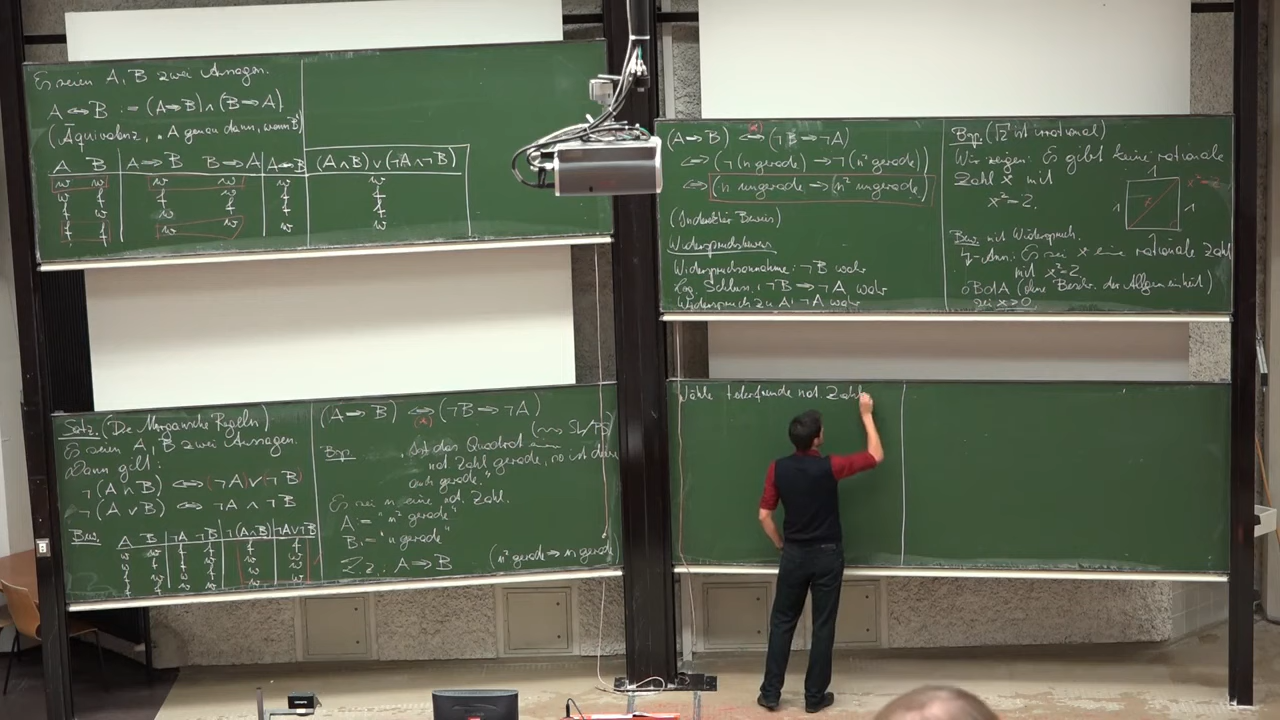 Es seien A, B zwei Aussagen.
A ⇔ B := (A ⇒ B) ∧ (B ⇒ A)
(Äquivalenz, „A genau dann, wenn B"
A B A ⇒ B B ⇒ A A ⇔ B (A ∧ B) ∨ (¬A ∧ ¬B)
w w w w w w
w f w f f
f w w f f
f f w w w
Satz. (De Morgansche Regeln)
Es seien A, B zwei Aussagen.
Dann gilt:
¬(A ∧ B) ⇔ (¬A) ∨ (¬B)
¬(A ∨ B) ⇔ ¬A ∧ ¬B
Bew. A B ¬A ¬B ¬(A ∧ B) ¬A ∨ ¬B
w w f f f f
w f f w w w
f w w f w w
f f w w w w
(A ⇒ B) ⇔ (¬B ⇒ ¬A)
(*)
Bsp. „Ist das Quadrat einer
nat. Zahl gerade, so ist diese
auch gerade."
Es sei n eine nat. Zahl.
A := "n² gerade"
B := "n gerade"
Z.z.: A ⇒ B (n² gerade ⇒ n gerade)
(A ⇒ B) ⇔ (¬B ⇒ ¬A)
⇔ (¬(n gerade) ⇒ ¬(n² gerade))
⇔ (n ungerade ⇒ n² ungerade)
(Indirekter Beweis)
Widerspruchsbeweis
Widerspruchsannahme: ¬B wahr
Log. Schluss: ¬B ⇒ ¬A wahr
Widerspruch zu A: ¬A wahr
Bsp. (√2 ist irrational)
Wir zeigen: Es gibt keine rationale
Zahl x mit
x² = 2.
1
1
1
1
Bew. mit Widerspruch.
Ann.: Es sei x eine rationale Zahl
mit x² = 2
oBdA (ohne Beschr. der Allgemeinheit)
sei x > 0.
Wähle teilerfremde nat. Zahle